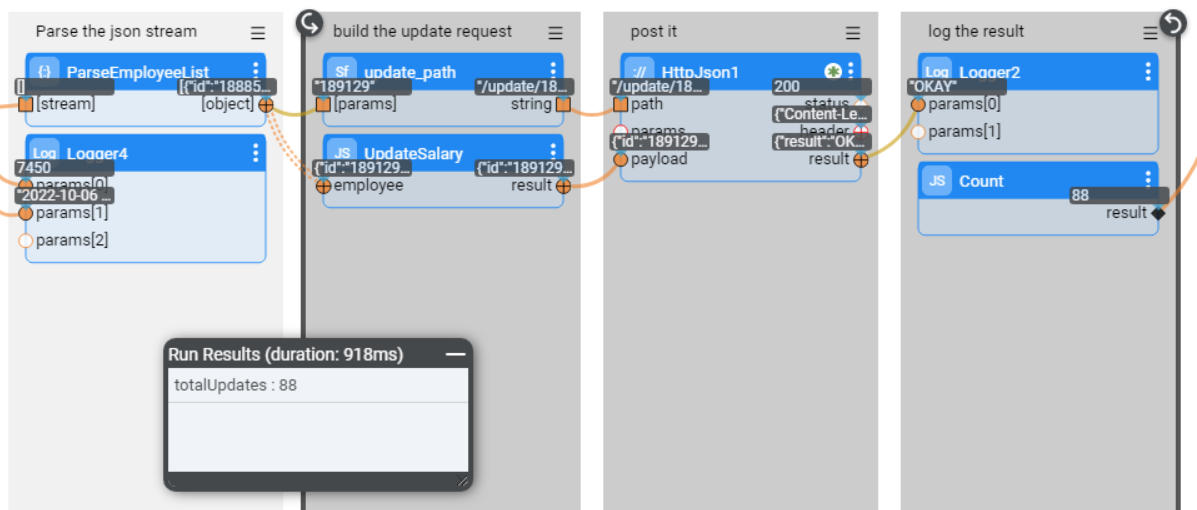 Parse the json stream
{:} ParseEmployeeList
[]
[{"id":"18885...
[stream]
[object]
Log Logger4
7450
params[0]
"2022-10-06 ...
params[1]
params[2]
build the update request
Sf update_path
"189129"
"/update/18...
[params]
string
JS UpdateSalary
{"id":"189129...
{"id":"189129...
employee
result
post it
:// HttpJson1
"/update/18...
200
path
status
{"Content-Le...
params
header
{"id":"189129...
{"result":"OK...
payload
result
log the result
Log Logger2
"OKAY"
params[0]
params[1]
JS Count
88
result
Run Results (duration: 918ms)
totalUpdates : 88